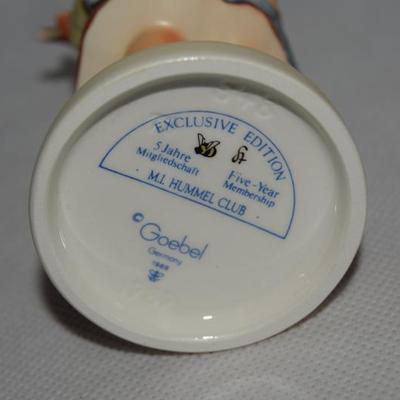 EXCLUSIVE EDITION
5 Jahre
Mitgliedschaft
Five-Year
Membership
· M.I. HUMMEL CLUB ·
© Goebel
Germany